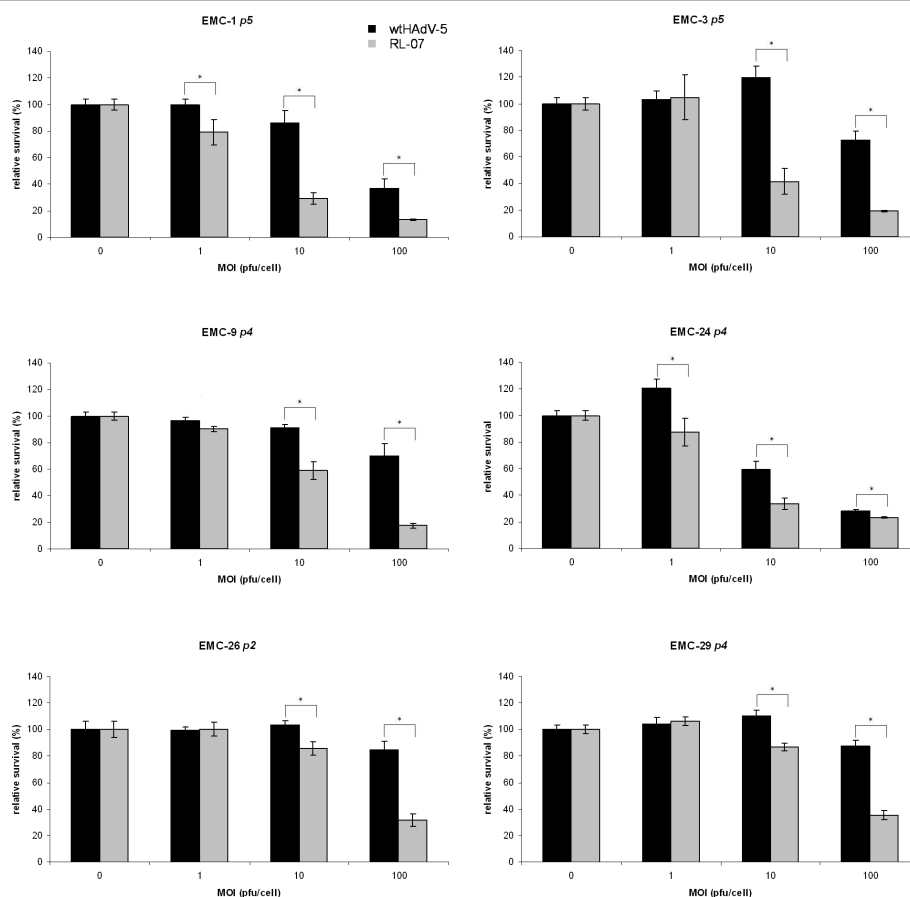 EMC-1 p5
wtHAdV-5
RL-07
relative survival (%)
140
120
100
80
60
40
20
0
* * *
0 1 10 100
MOI (pfu/cell)
EMC-3 p5
relative survival (%)
140
120
100
80
60
40
20
0
* *
0 1 10 100
MOI (pfu/cell)
EMC-9 p4
relative survival (%)
140
120
100
80
60
40
20
0
* *
0 1 10 100
MOI (pfu/cell)
EMC-24 p4
relative survival
140
120
100
80
60
40
20
0
* * *
0 1 10 100
MOI (pfu/cell)
EMC-26 p2
relative survival (%)
140
120
100
80
60
40
20
0
* *
0 1 10 100
MOI (pfu/cell)
EMC-29 p4
relative survival (%)
140
120
100
80
60
40
20
0
* *
0 1 10 100
MOI (pfu/cell)